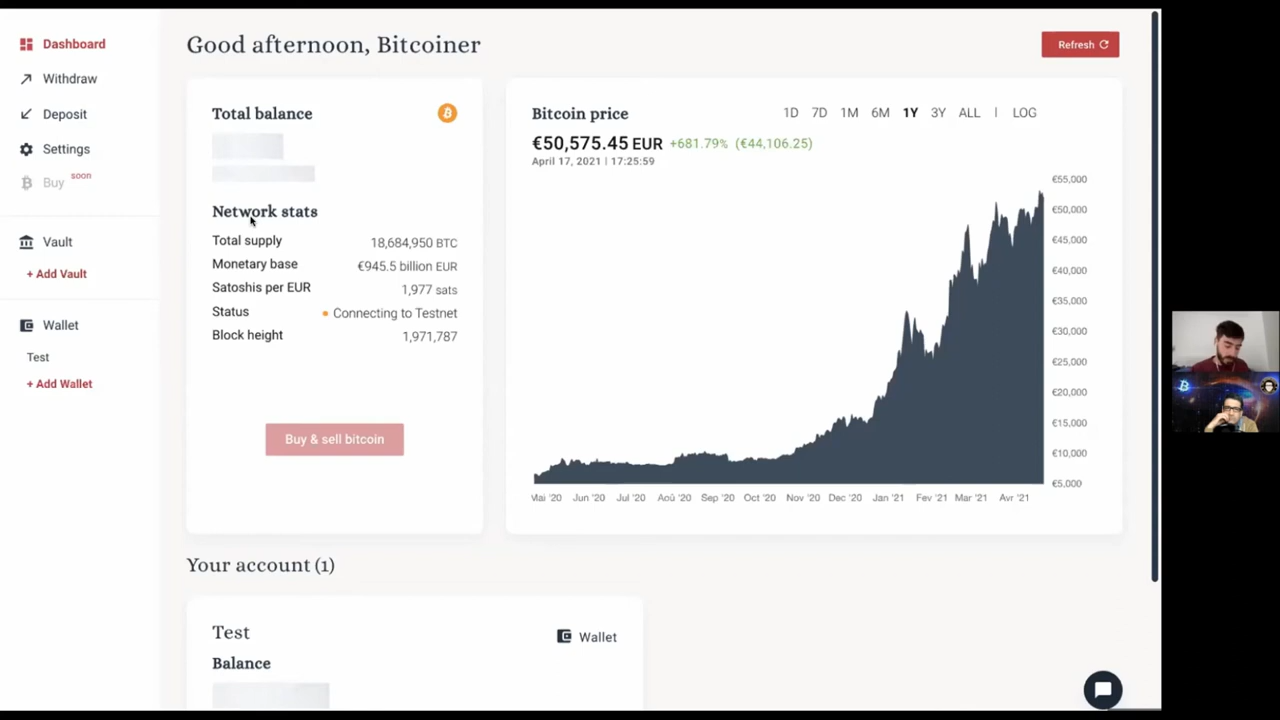 Dashboard
Withdraw
Deposit
Settings
Buy soon
Vault
+ Add Vault
Wallet
Test
+ Add Wallet
Good afternoon, Bitcoiner
Refresh
Total balance
Network stats
Total supply 18,684,950 BTC
Monetary base €945.5 billion EUR
Satoshis per EUR 1,977 sats
Status Connecting to Testnet
Block height 1,971,787
Buy & sell bitcoin
Bitcoin price 1D 7D 1M 6M 1Y 3Y ALL | LOG
€50,575.45 EUR +681.79% (€44,106.25)
April 17, 2021 | 17:25:59
€55,000
€50,000
€45,000
€40,000
€35,000
€30,000
€25,000
€20,000
€15,000
€10,000
€5,000
Mai '20 Jun '20 Jul '20 Aoû '20 Sep '20 Oct '20 Nov '20 Dec '20 Jan '21 Fev '21 Mar '21 Avr '21
Your account (1)
Test Wallet
Balance